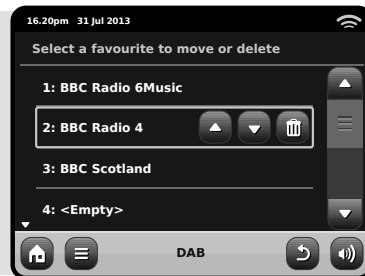 16.20pm 31 Jul 2013
Select a favourite to move or delete
1: BBC Radio 6Music
2: BBC Radio 4
3: BBC Scotland
4: <Empty>
DAB